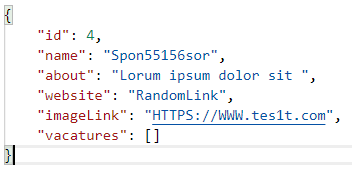 {
"id": 4,
"name": "Spon55156sor",
"about": "Lorum ipsum dolor sit ",
"website": "RandomLink",
"imageLink": "HTTPS://WWW.tes1t.com",
"vacatures": []
}